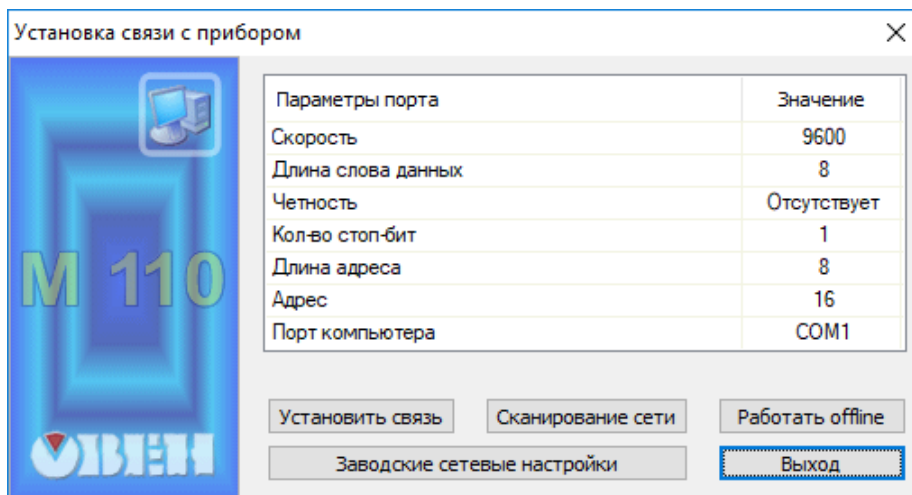 Установка связи с прибором
Параметры порта Значение
Скорость 9600
Длина слова данных 8
Четность Отсутствует
Кол-во стоп-бит 1
Длина адреса 8
Адрес 16
Порт компьютера COM1
М 110
ОВЕН
Установить связь Сканирование сети Работать offline
Заводские сетевые настройки Выход